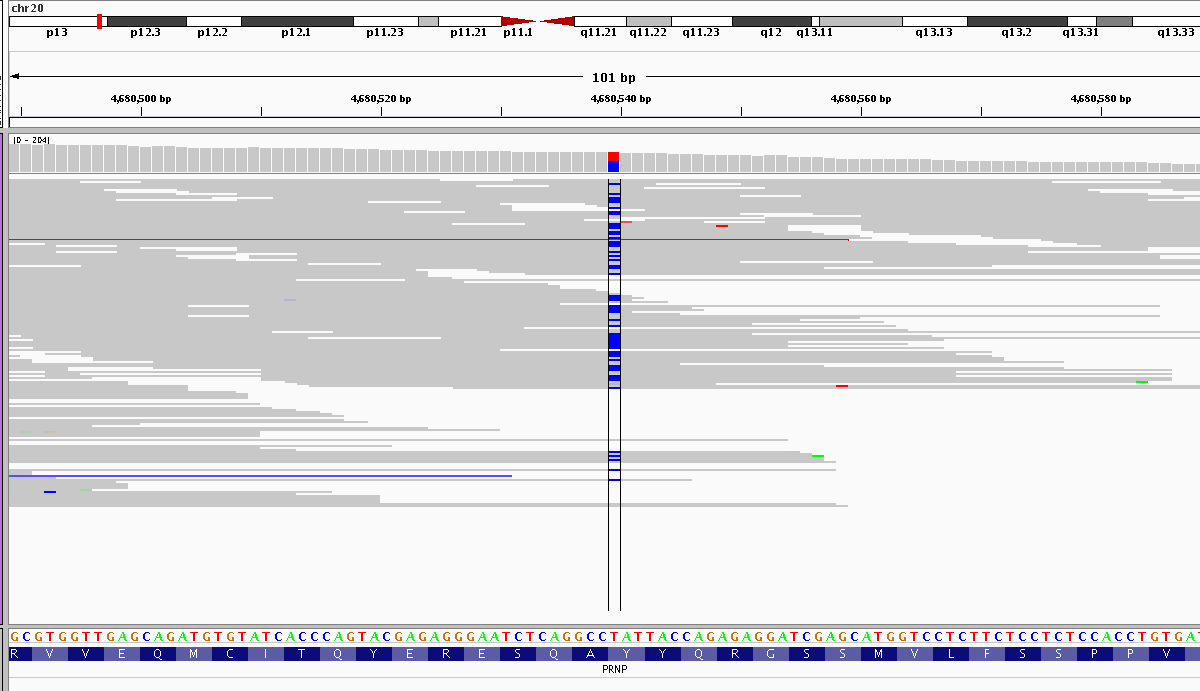 chr20
p13 p12.3 p12.2 p12.1 p11.23 p11.21 p11.1 q11.21 q11.22 q11.23 q12 q13.11 q13.13 q13.2 q13.31 q13.33
101 bp
4,680,500 bp 4,680,520 bp 4,680,540 bp 4,680,560 bp 4,680,580 bp
[0 - 204]
GCGTGGTTGAGCAGATGTGTATCACCCAGTACGAGAGGGAATCTCAGGCCTATTACCAGAGAGGATCGAGCATGGTCCTCTTCTCCTCTCCACCTGTGA
R V V E Q M C I T Q Y E R E S Q A Y Y Q R G S S M V L F S S P P V
PRNP